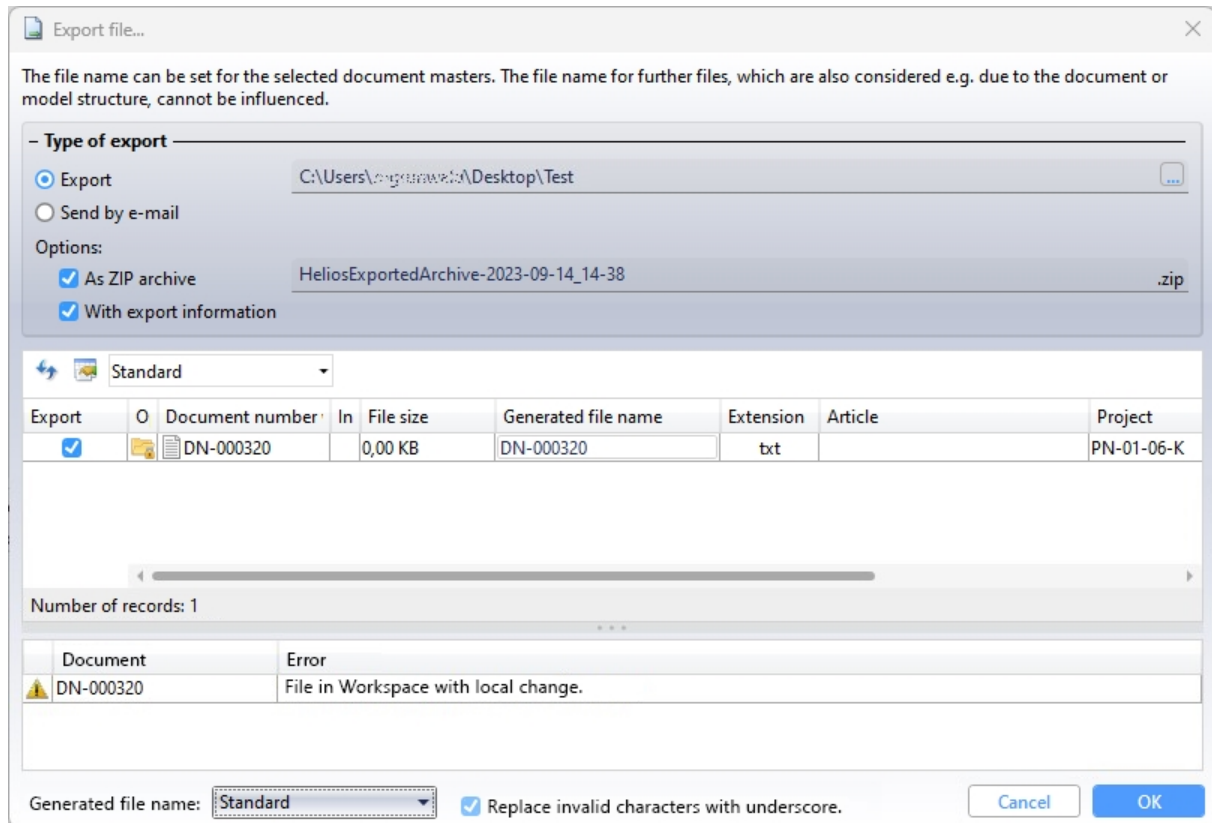 Export file...
The file name can be set for the selected document masters. The file name for further files, which are also considered e.g. due to the document or
model structure, cannot be influenced.
– Type of export
Export C:\Users\ \Desktop\Test ...
Send by e-mail
Options:
As ZIP archive HeliosExportedArchive-2023-09-14_14-38 .zip
With export information
Standard
Export O Document number In File size Generated file name Extension Article Project
DN-000320 0,00 KB DN-000320 txt PN-01-06-K
Number of records: 1
Document Error
DN-000320 File in Workspace with local change.
Generated file name: Standard Replace invalid characters with underscore. Cancel OK